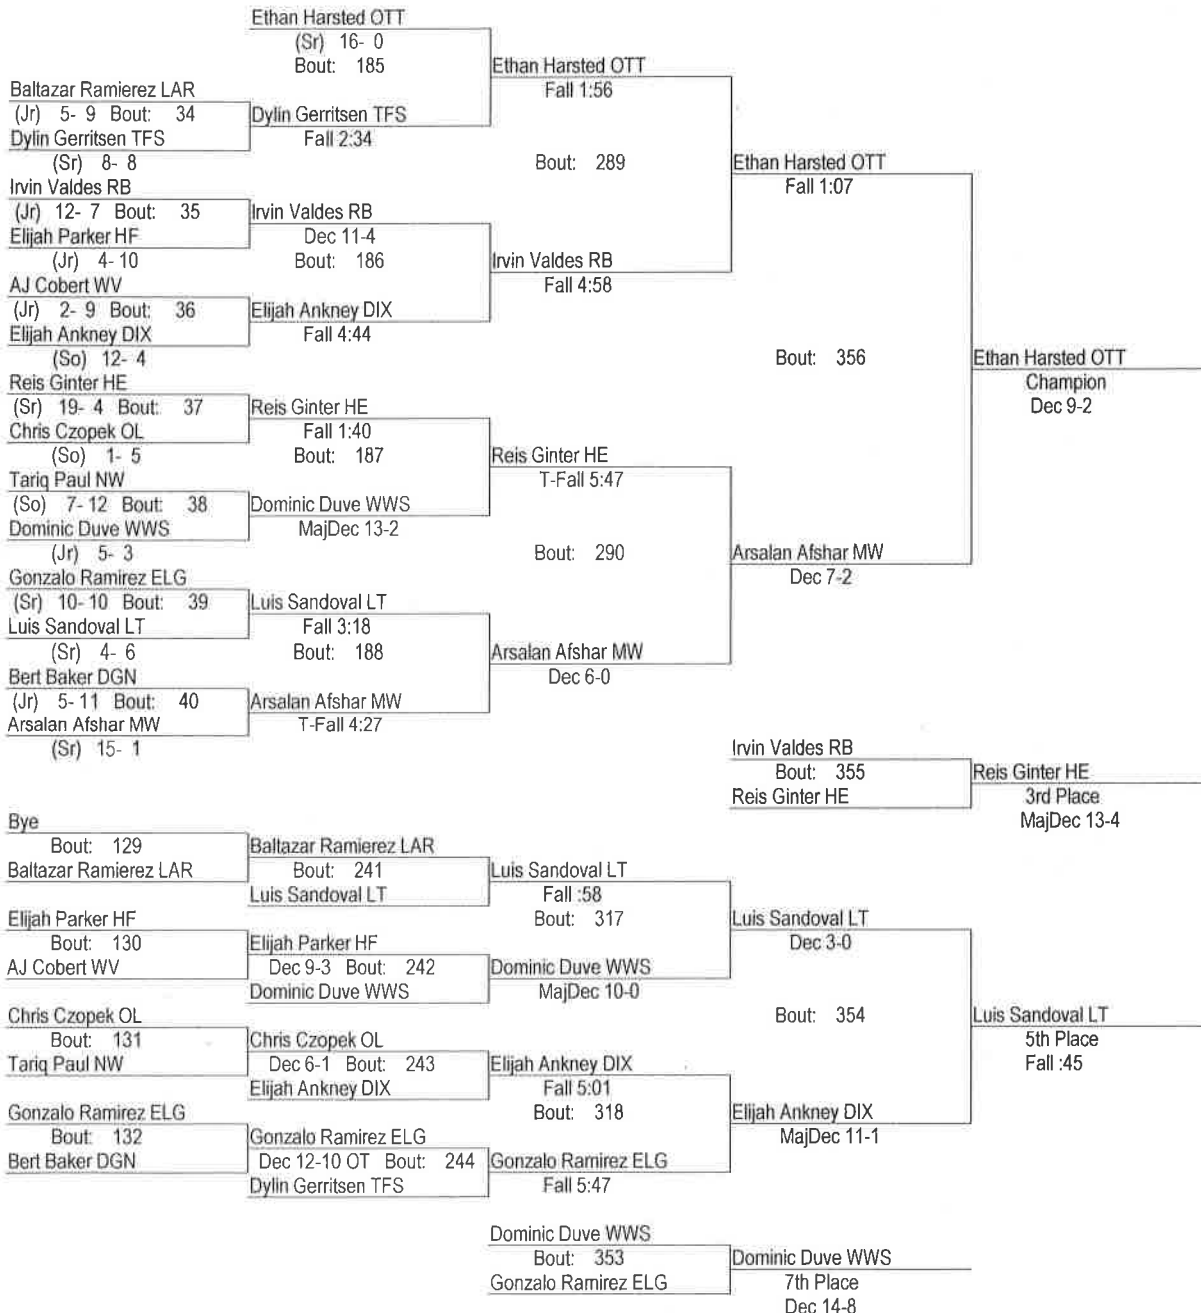 Ethan Harsted OTT
(Sr) 16- 0
Bout: 185
Ethan Harsted OTT
Fall 1:56
Baltazar Ramierez LAR
(Jr) 5- 9 Bout: 34
Dylin Gerritsen TFS
Dylin Gerritsen TFS
Fall 2:34
(Sr) 8- 8
Bout: 289
Ethan Harsted OTT
Fall 1:07
Irvin Valdes RB
(Jr) 12- 7 Bout: 35
Irvin Valdes RB
Elijah Parker HF
Dec 11-4
(Jr) 4- 10
Bout: 186
Irvin Valdes RB
Fall 4:58
AJ Cobert WV
(Jr) 2- 9 Bout: 36
Elijah Ankney DIX
Elijah Ankney DIX
Fall 4:44
(So) 12- 4
Bout: 356
Ethan Harsted OTT
Champion
Dec 9-2
Reis Ginter HE
(Sr) 19- 4 Bout: 37
Reis Ginter HE
Chris Czopek OL
Fall 1:40
(So) 1- 5
Bout: 187
Reis Ginter HE
T-Fall 5:47
Tariq Paul NW
(So) 7- 12 Bout: 38
Dominic Duve WWS
Dominic Duve WWS
MajDec 13-2
(Jr) 5- 3
Bout: 290
Arsalan Afshar MW
Dec 7-2
Gonzalo Ramirez ELG
(Sr) 10- 10 Bout: 39
Luis Sandoval LT
Luis Sandoval LT
Fall 3:18
(Sr) 4- 6
Bout: 188
Arsalan Afshar MW
Dec 6-0
Bert Baker DGN
(Jr) 5- 11 Bout: 40
Arsalan Afshar MW
Arsalan Afshar MW
T-Fall 4:27
(Sr) 15- 1
Irvin Valdes RB
Bout: 355
Reis Ginter HE
Reis Ginter HE
3rd Place
MajDec 13-4
Bye
Bout: 129
Baltazar Ramierez LAR
Baltazar Ramierez LAR
Bout: 241
Luis Sandoval LT
Luis Sandoval LT
Fall :58
Bout: 317
Luis Sandoval LT
Dec 3-0
Elijah Parker HF
Bout: 130
Elijah Parker HF
AJ Cobert WV
Dec 9-3 Bout: 242
Dominic Duve WWS
Dominic Duve WWS
MajDec 10-0
Bout: 354
Luis Sandoval LT
5th Place
Fall :45
Chris Czopek OL
Bout: 131
Chris Czopek OL
Tariq Paul NW
Dec 6-1 Bout: 243
Elijah Ankney DIX
Elijah Ankney DIX
Fall 5:01
Bout: 318
Elijah Ankney DIX
MajDec 11-1
Gonzalo Ramirez ELG
Bout: 132
Gonzalo Ramirez ELG
Bert Baker DGN
Dec 12-10 OT Bout: 244
Gonzalo Ramirez ELG
Dylin Gerritsen TFS
Fall 5:47
Dominic Duve WWS
Bout: 353
Dominic Duve WWS
Gonzalo Ramirez ELG
7th Place
Dec 14-8